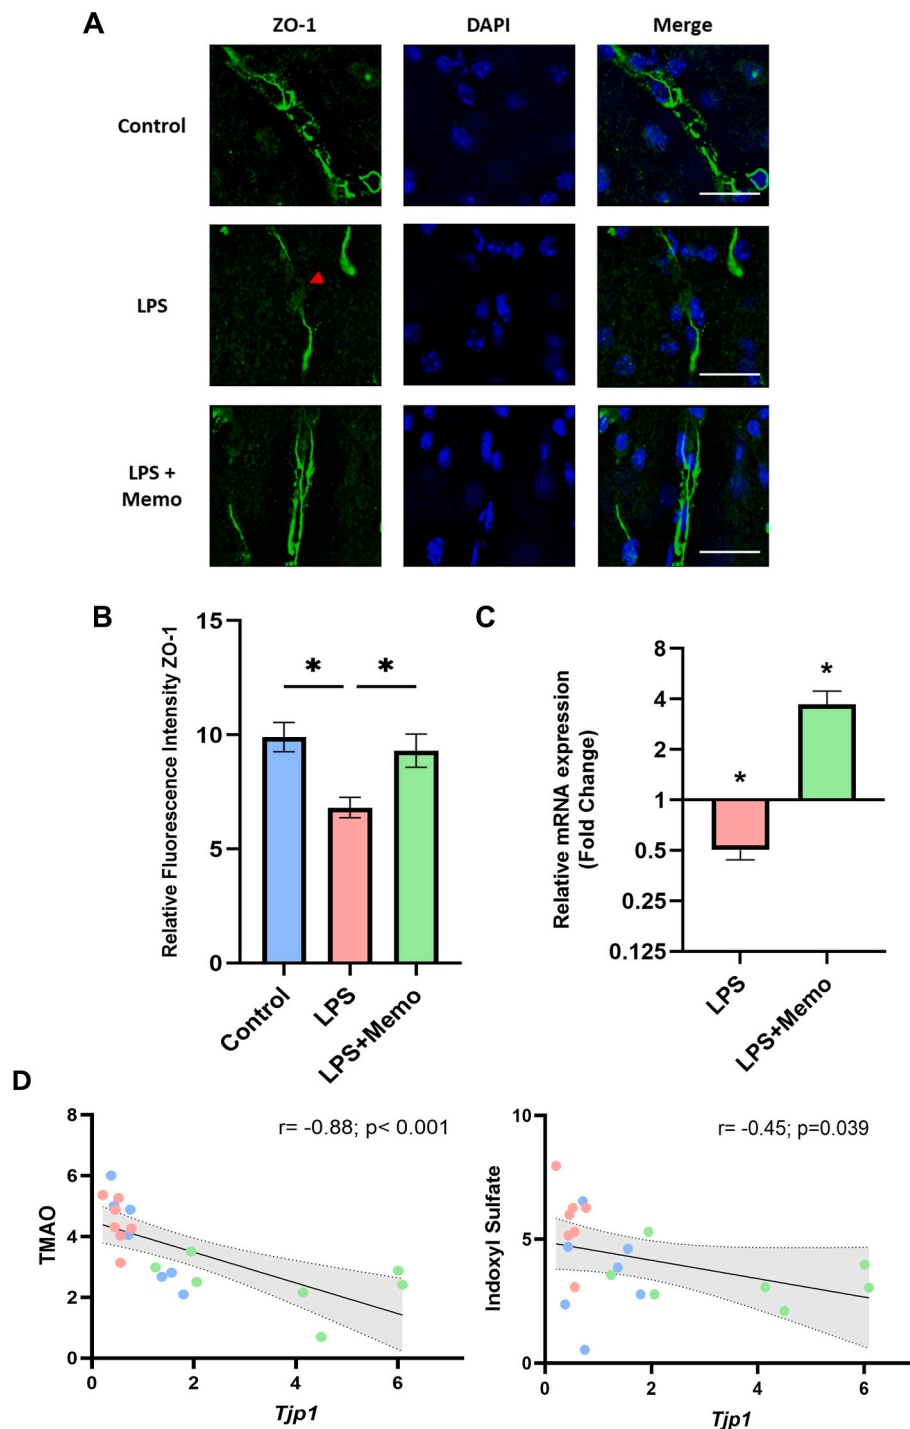 A
ZO-1 DAPI Merge
Control
LPS
LPS +
Memo
B
Relative Fluorescence Intensity ZO-1
15
10
5
0
* *
Control LPS LPS+Memo
C
Relative mRNA expression
(Fold Change)
8
4
2
1
0.5
0.25
0.125
* *
LPS LPS+Memo
D
TMAO
8
6
4
2
0
r= -0.88; p< 0.001
0 2 4 6
Tjp1
Indoxyl Sulfate
10
5
0
r= -0.45; p=0.039
0 2 4 6
Tjp1